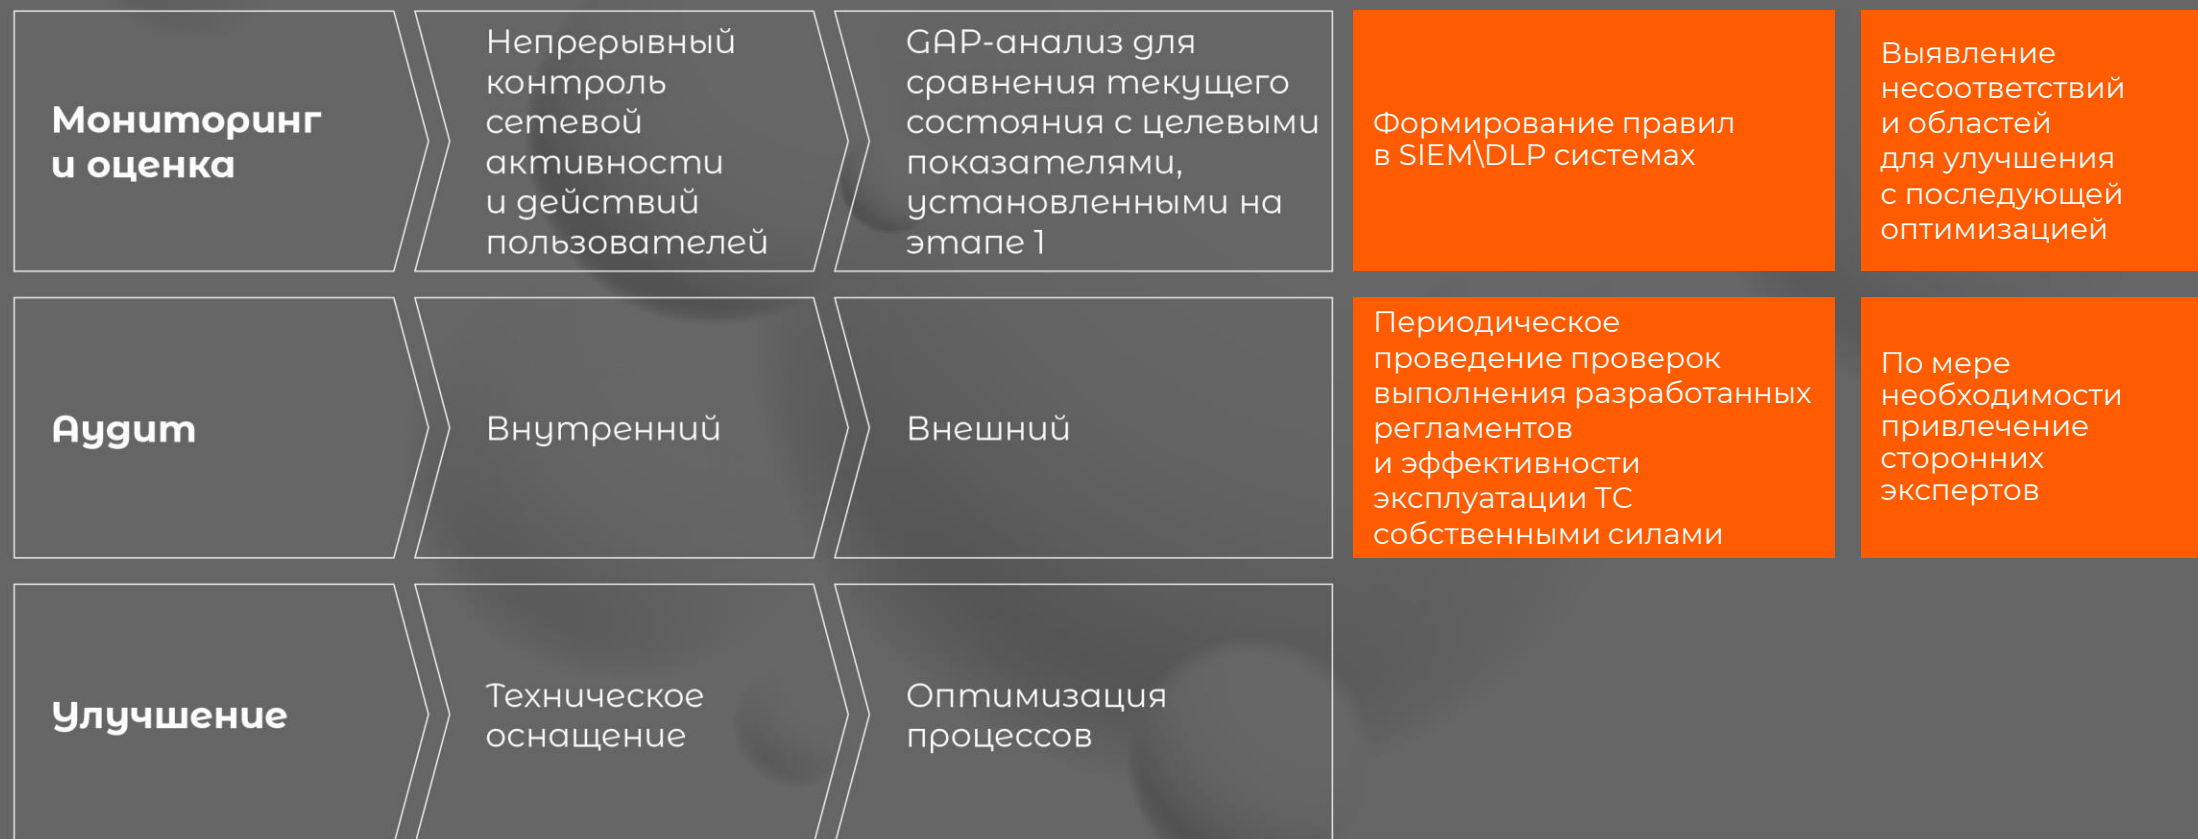 Мониторинг
и оценка
Непрерывный
контроль
сетевой
активности
и действий
пользователей
GAP-анализ для
сравнения текущего
состояния с целевыми
показателями,
установленными на
этапе 1
Формирование правил
в SIEM\DLP системах
Выявление
несоответствий
и областей
для улучшения
с последующей
оптимизацией
Аудит
Внутренний
Внешний
Периодическое
проведение проверок
выполнения разработанных
регламентов
и эффективности
эксплуатации ТС
собственными силами
По мере
необходимости
привлечение
сторонних
экспертов
Улучшение
Техническое
оснащение
Оптимизация
процессов